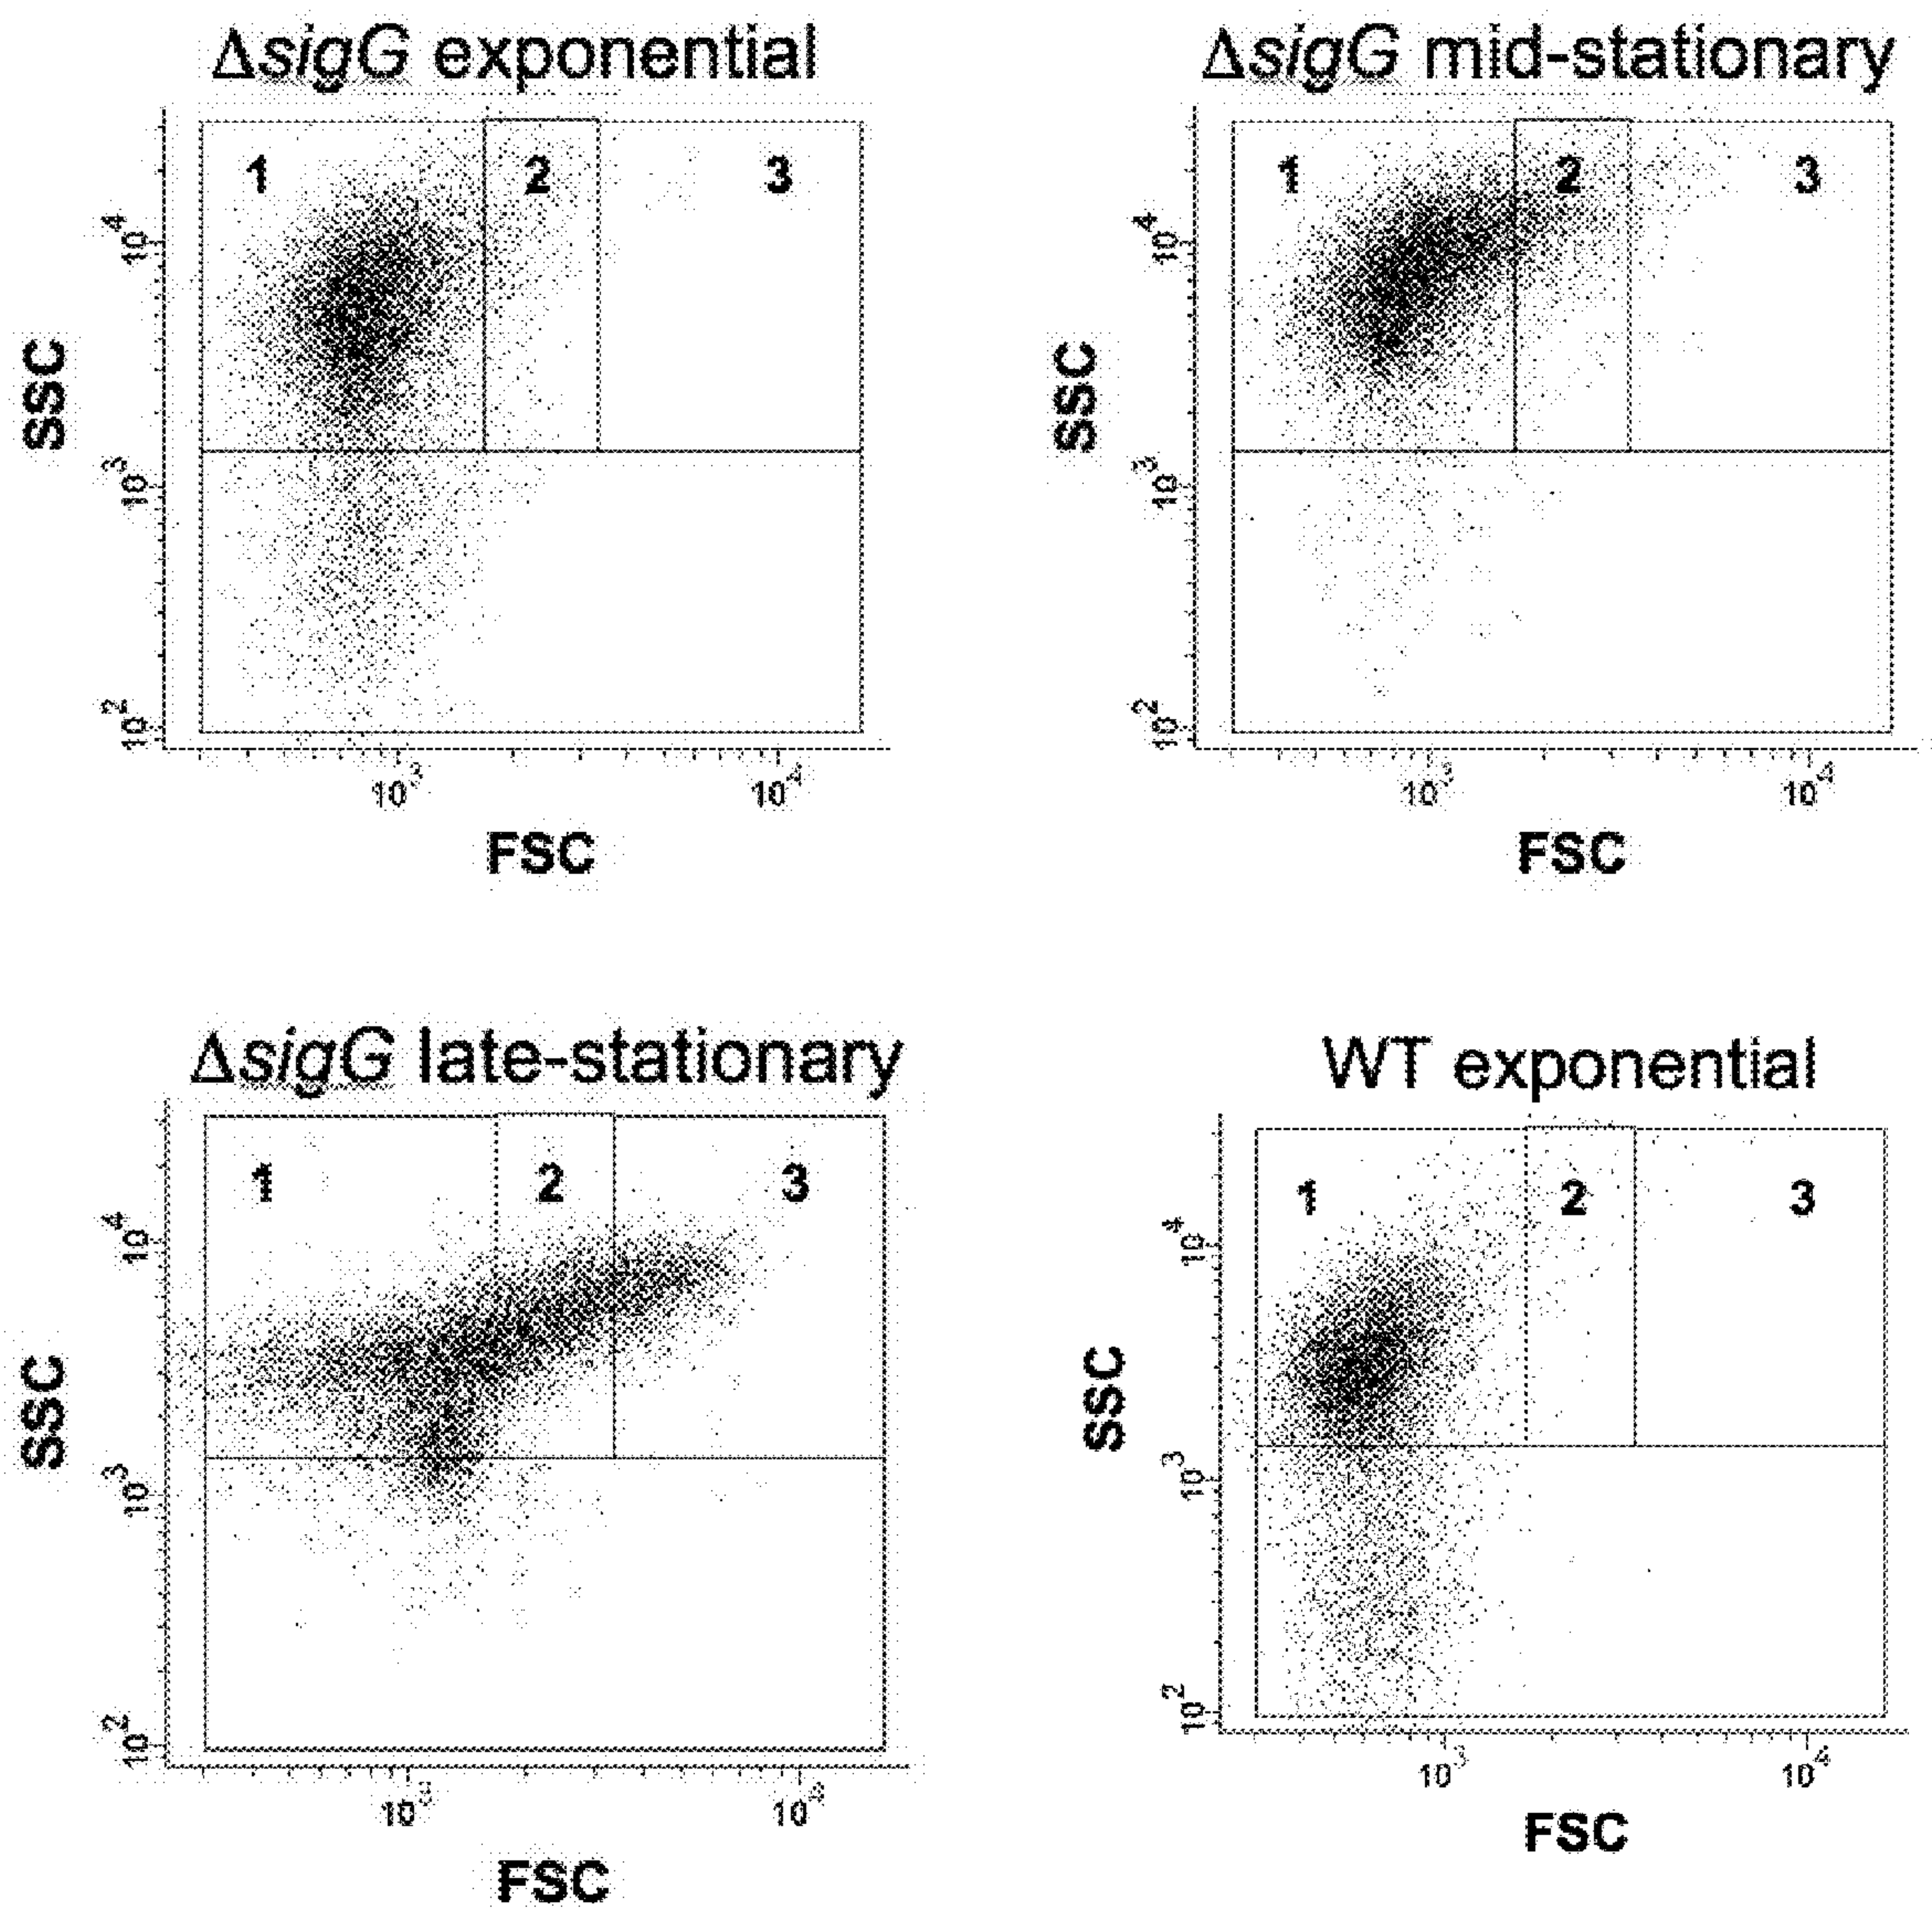 ΔsigG exponential
1 2 3
SSC
10^4
10^3
10^2
10^3 10^4
FSC
ΔsigG mid-stationary
1 2 3
SSC
10^4
10^3
10^2
10^3 10^4
FSC
ΔsigG late-stationary
1 2 3
SSC
10^4
10^3
10^2
10^3 10^4
FSC
WT exponential
1 2 3
SSC
10^4
10^3
10^2
10^3 10^4
FSC